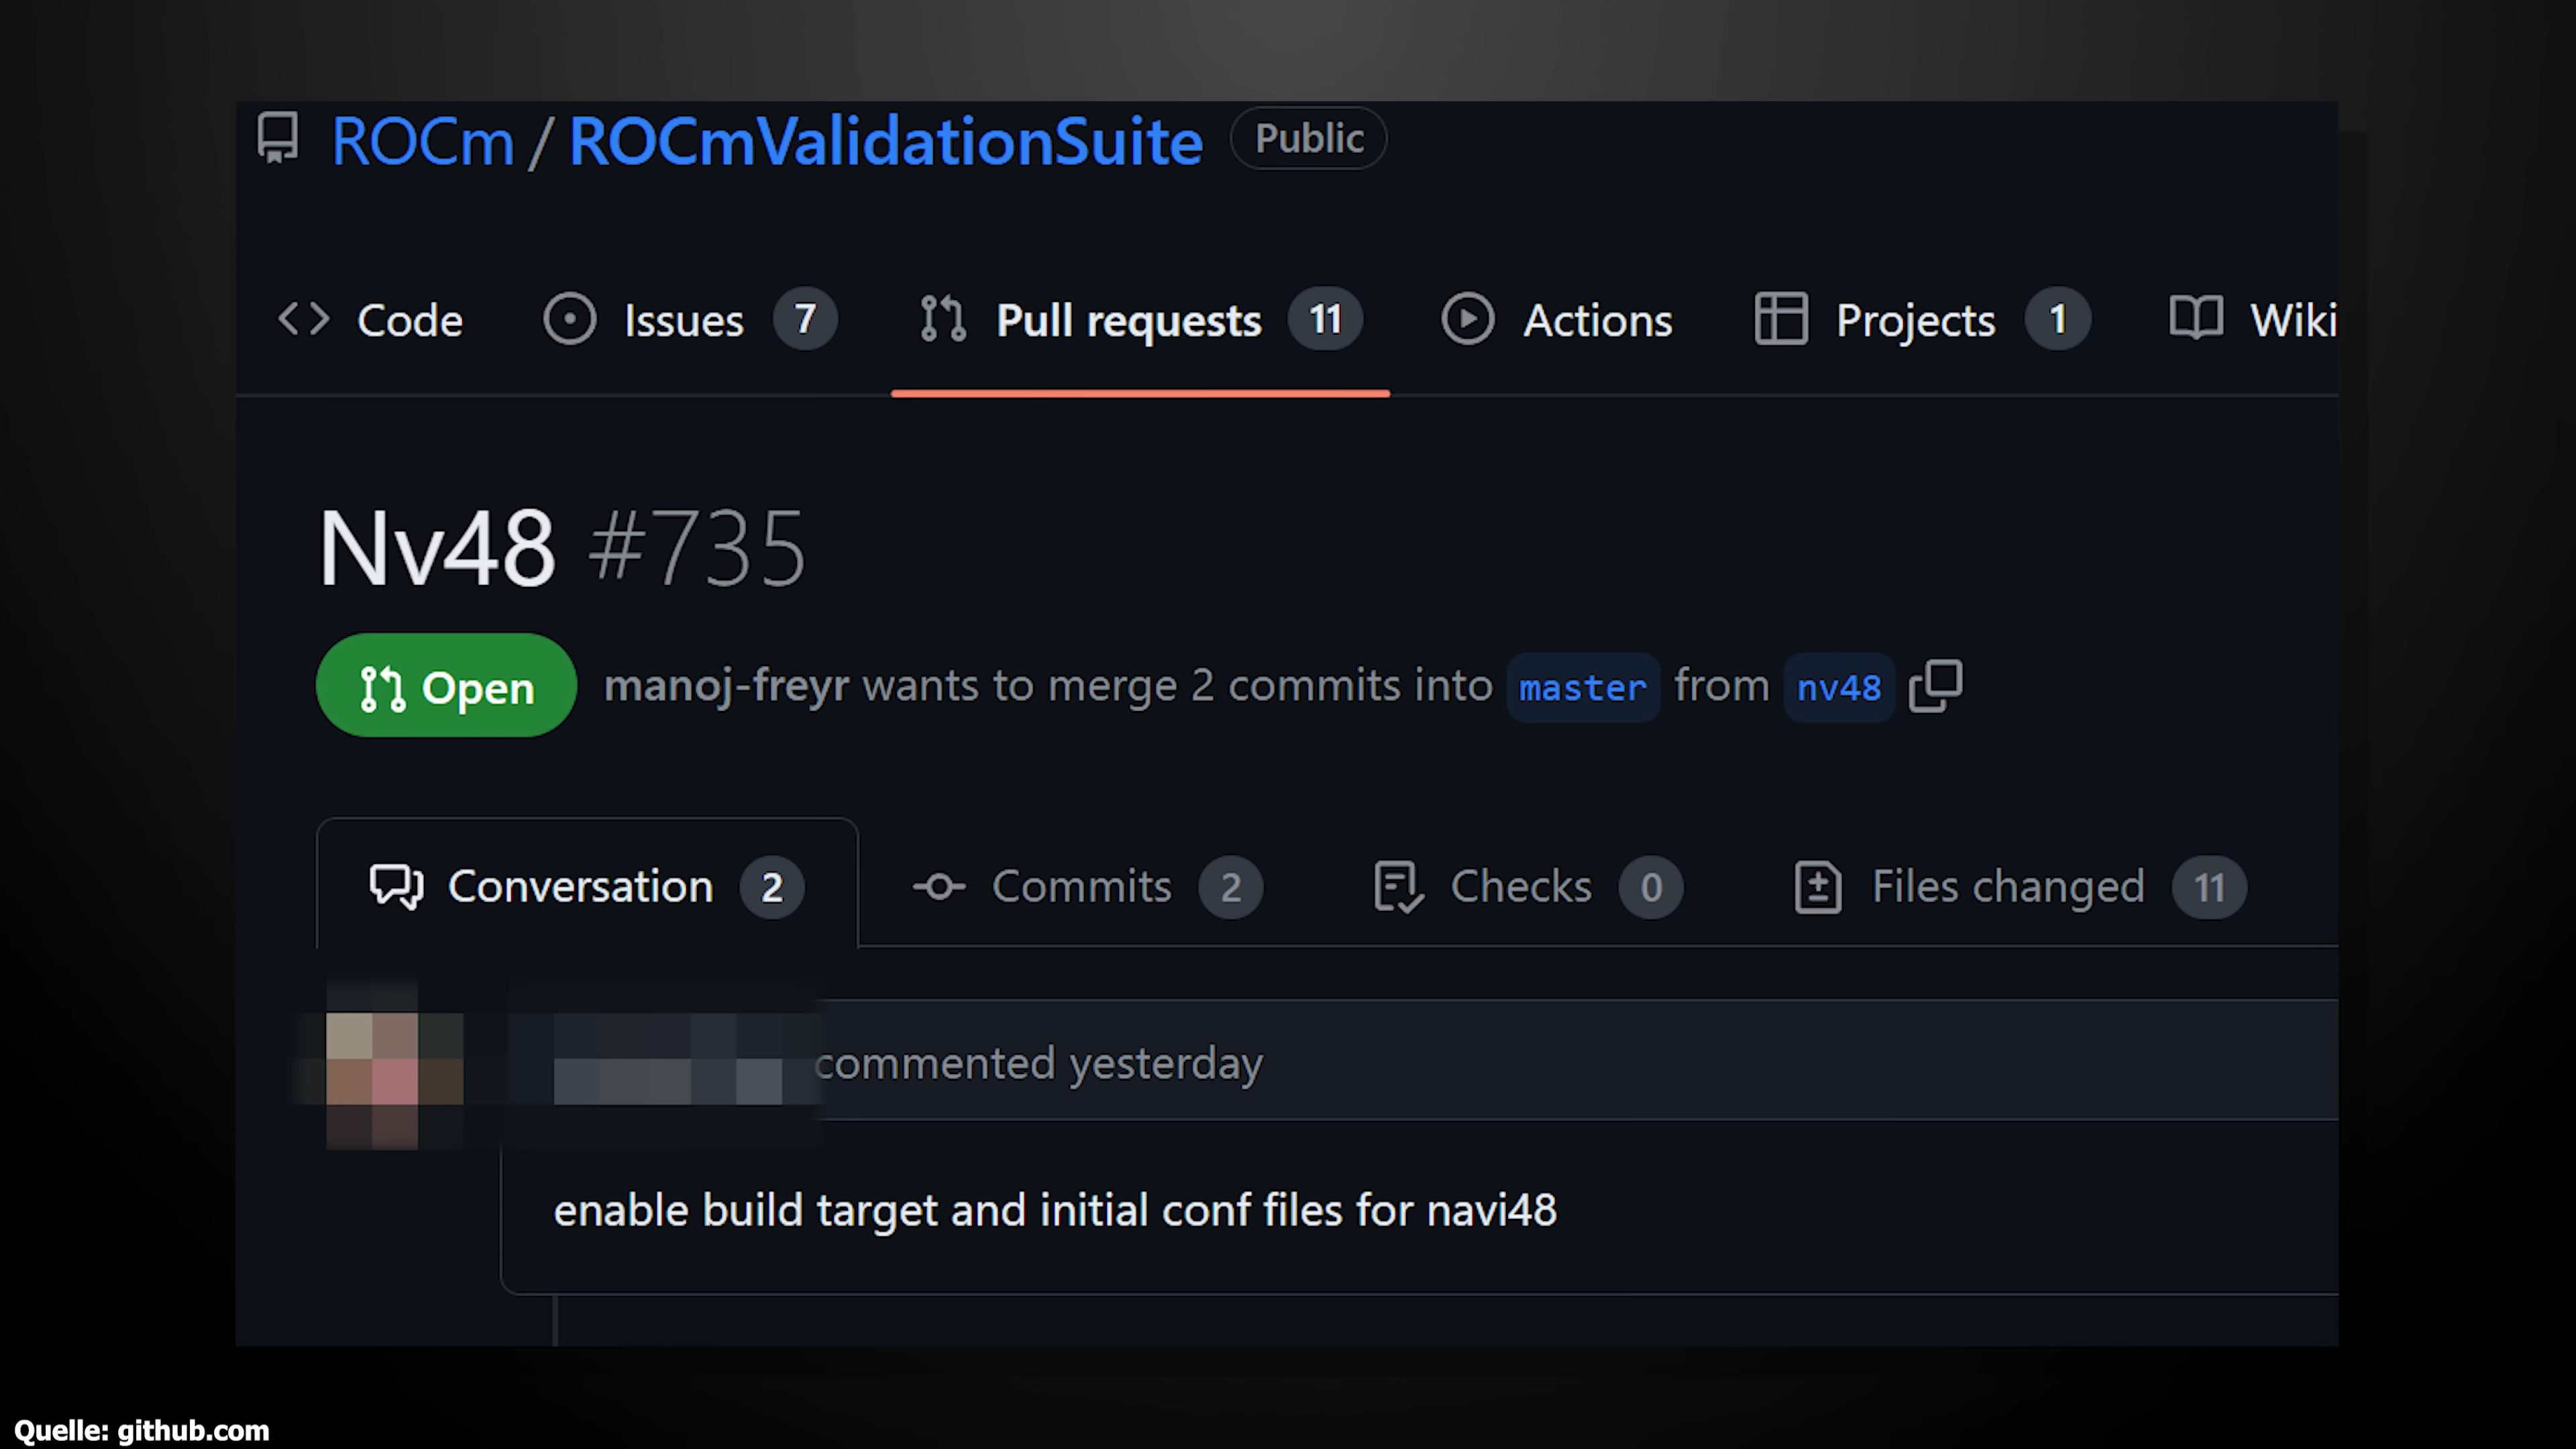 ROCm / ROCmValidationSuite Public
Code Issues 7 Pull requests 11 Actions Projects 1 Wiki
Nv48 #735
Open manoj-freyr wants to merge 2 commits into master from nv48
Conversation 2 Commits 2 Checks 0 Files changed 11
commented yesterday
enable build target and initial conf files for navi48
Quelle: github.com